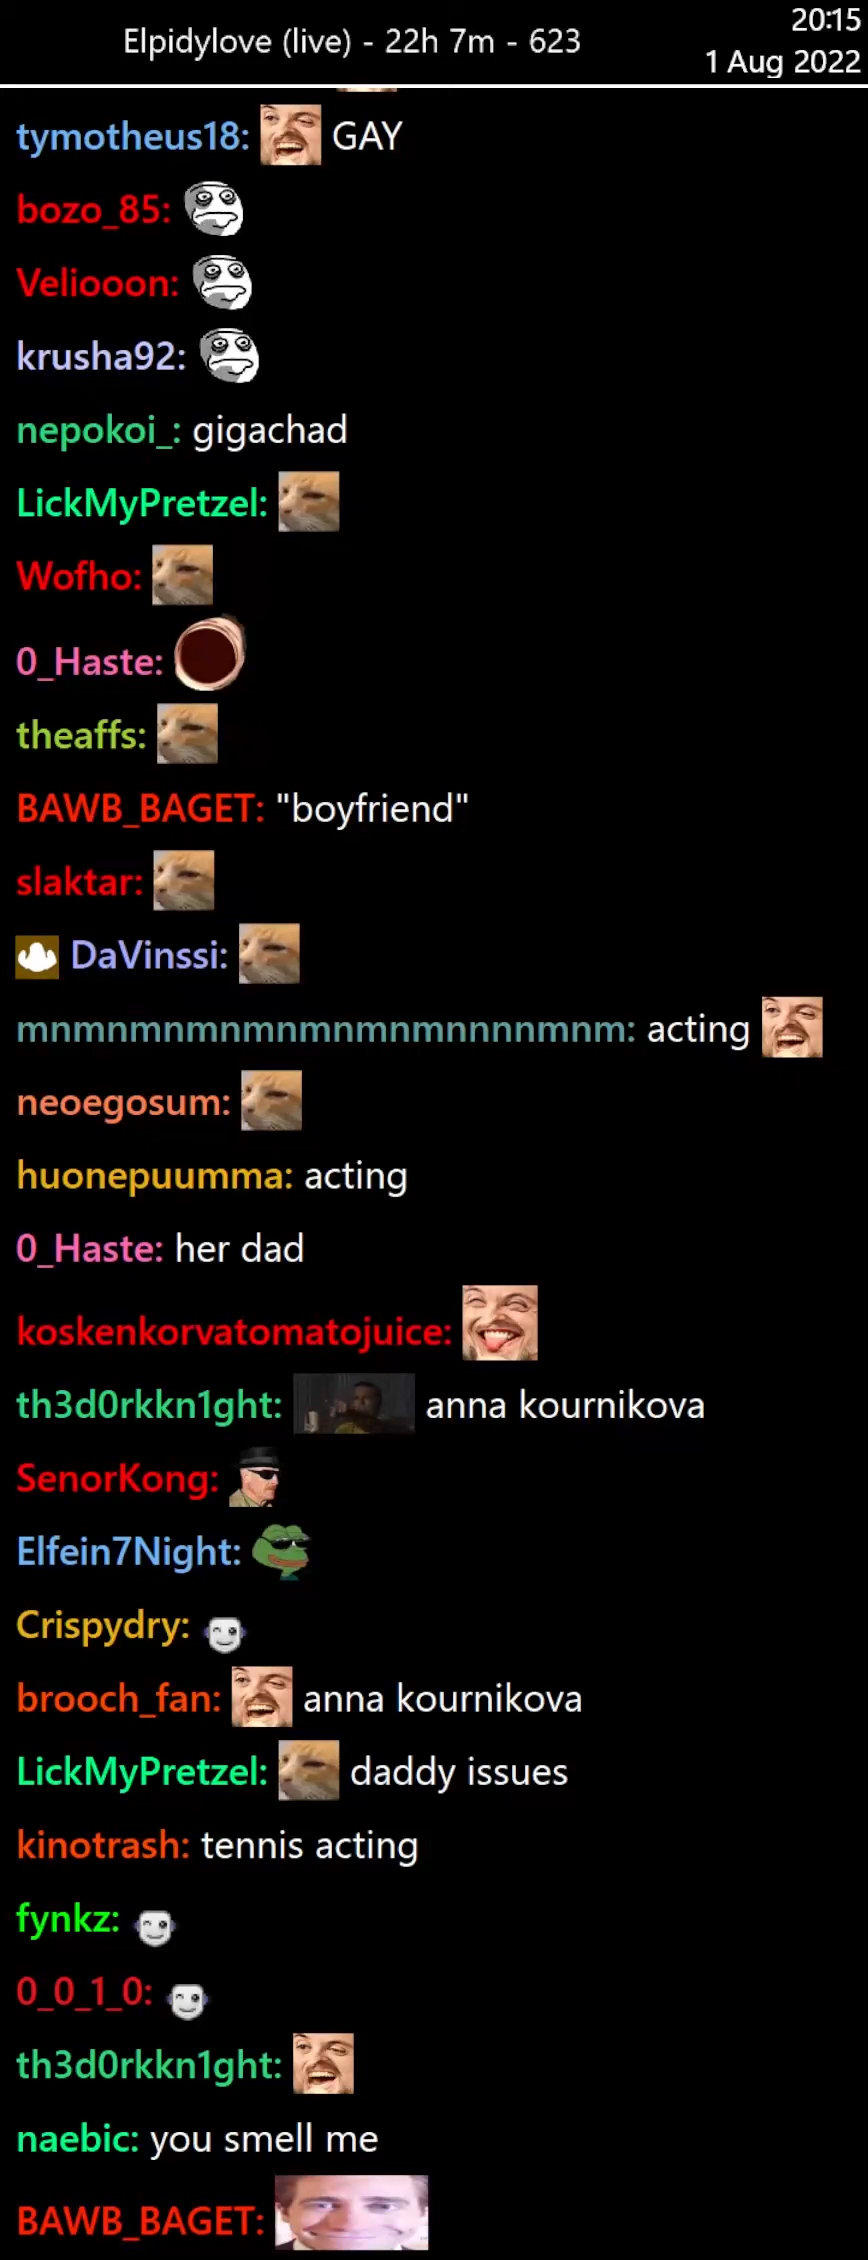 Elpidylove (live) - 22h 7m - 623
20:15
1 Aug 2022
tymotheus18: GAY
bozo_85:
Veliooon:
krusha92:
nepokoi_: gigachad
LickMyPretzel:
Wofho:
0_Haste:
theaffs:
BAWB_BAGET: "boyfriend"
slaktar:
DaVinssi:
mnmnmnmnmnmnmnmnmnnnmnm: acting
neoegosum:
huonepuumma: acting
0_Haste: her dad
koskenkorvatomatojuice:
th3d0rkkn1ght: anna kournikova
SenorKong:
Elfein7Night:
Crispydry:
brooch_fan: anna kournikova
LickMyPretzel: daddy issues
kinotrash: tennis acting
fynkz:
0_0_1_0:
th3d0rkkn1ght:
naebic: you smell me
BAWB_BAGET: